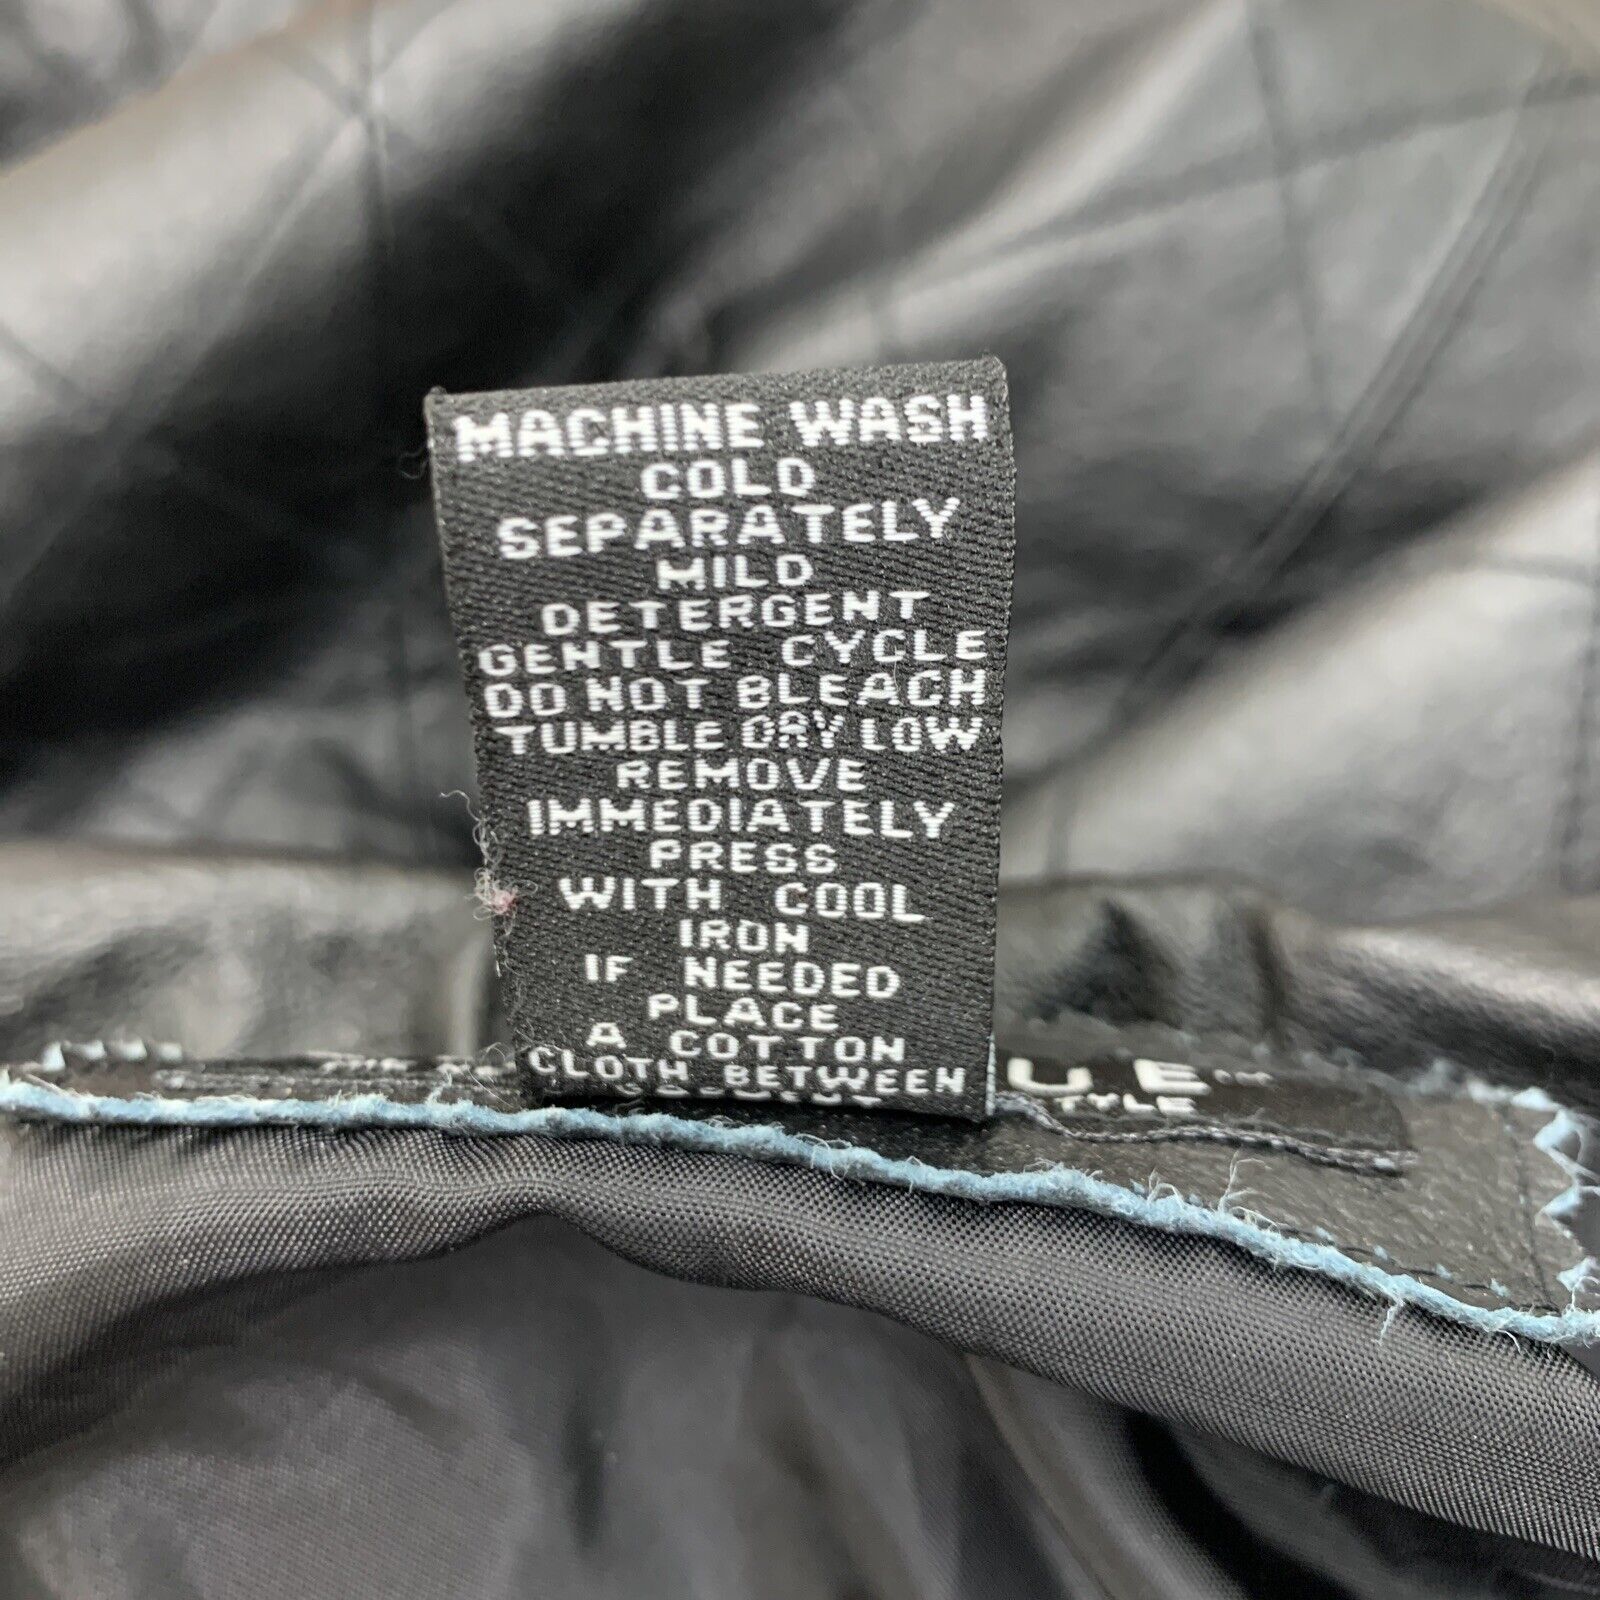 MACHINE WASH
COLD
SEPARATELY
MILD
DETERGENT
GENTLE CYCLE
DO NOT BLEACH
TUMBLE DRY LOW
REMOVE
IMMEDIATELY
PRESS
WITH COOL
IRON
IF NEEDED
PLACE
A COTTON
CLOTH BETWEEN